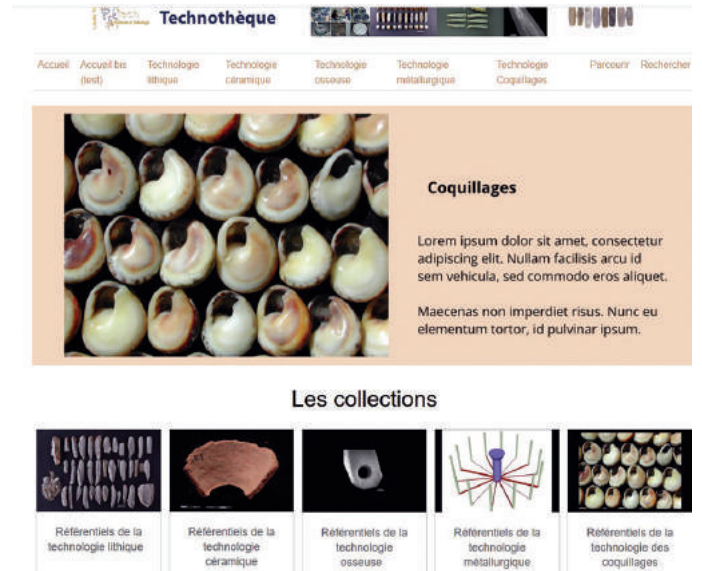 Technothèque
Accueil
Accueil bis
(test)
Technologie
lithique
Technologie
céramique
Technologie
osseuse
Technologie
métallurgique
Technologie
Coquillages
Parcourir
Rechercher
Coquillages
Lorem ipsum dolor sit amet, consectetur
adipiscing elit. Nullam facilisis arcu id
sem vehicula, sed commodo eros aliquet.
Maecenas non imperdiet risus. Nunc eu
elementum tortor, id pulvinar ipsum.
Les collections
Référentiels de la
technologie lithique
Référentiels de la
technologie
céramique
Référentiels de la
technologie
osseuse
Référentiels de la
technologie
métallurgique
Référentiels de la
technologie des
coquillages